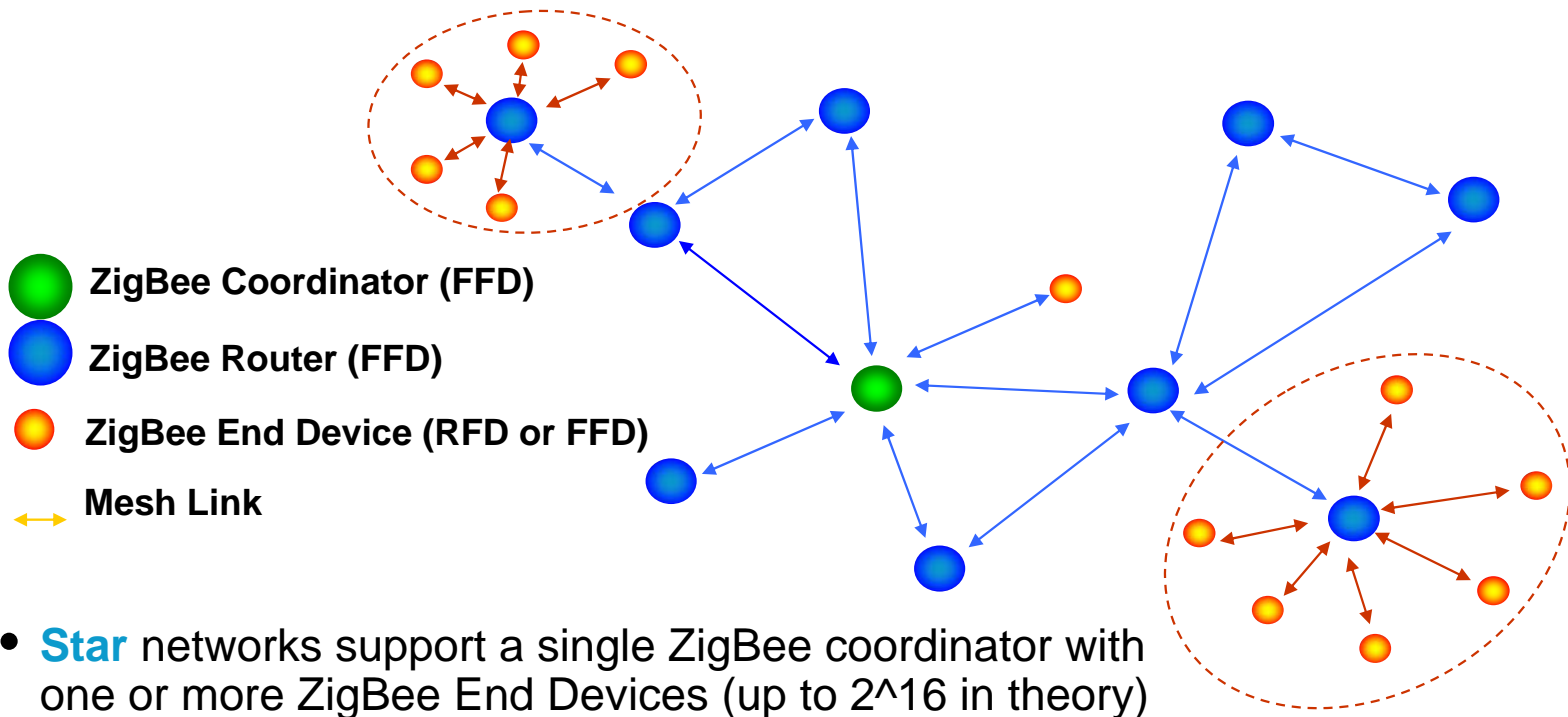 ZigBee Coordinator (FFD)
ZigBee Router (FFD)
ZigBee End Device (RFD or FFD)
Mesh Link
• Star networks support a single ZigBee coordinator with
one or more ZigBee End Devices (up to 2^16 in theory)